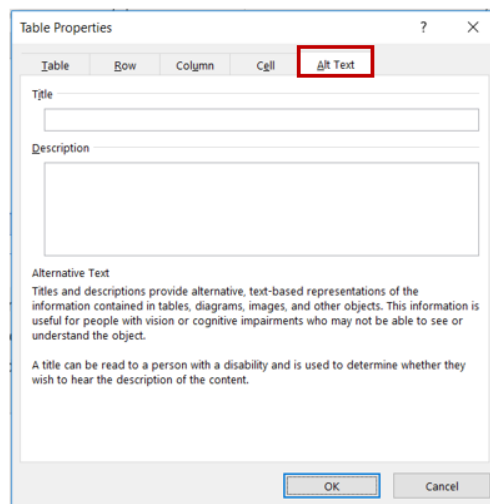 Table Properties ? ×
Table Row Column Cell Alt Text
Title
Description
Alternative Text
Titles and descriptions provide alternative, text-based representations of the
information contained in tables, diagrams, images, and other objects. This information is
useful for people with vision or cognitive impairments who may not be able to see or
understand the object.
A title can be read to a person with a disability and is used to determine whether they
wish to hear the description of the content.
OK Cancel